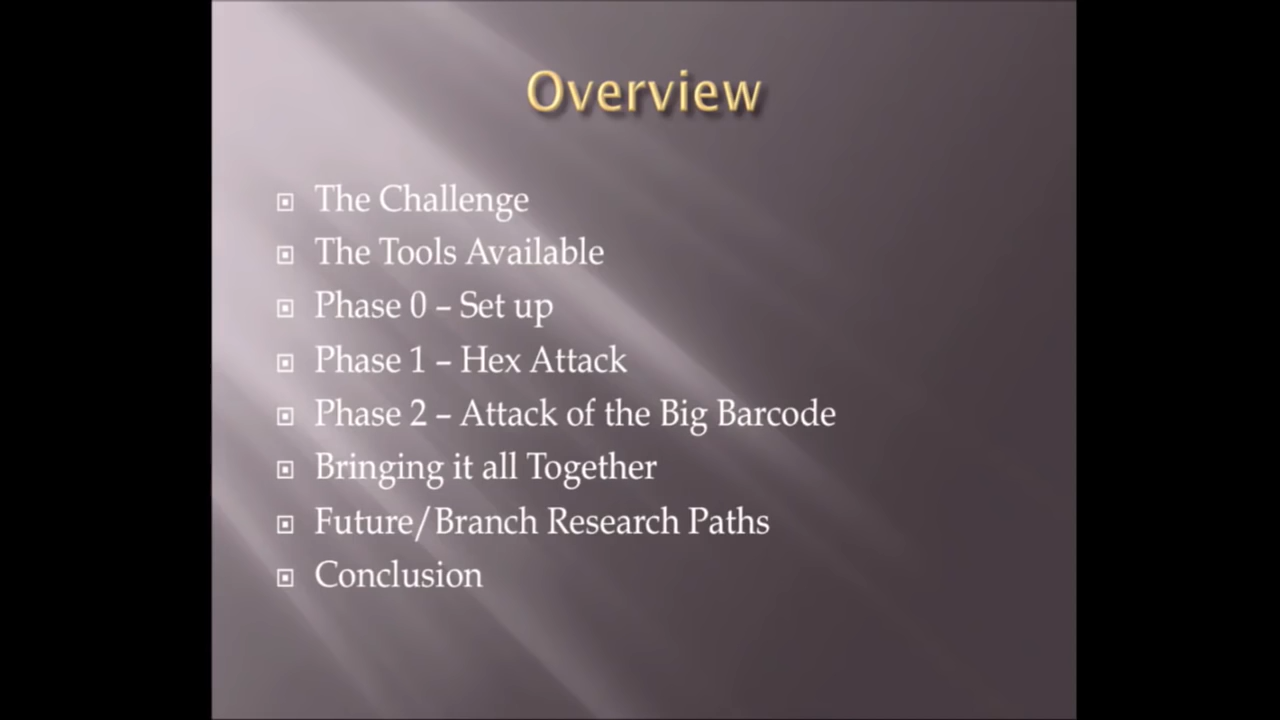 Overview
The Challenge
The Tools Available
Phase 0 – Set up
Phase 1 – Hex Attack
Phase 2 – Attack of the Big Barcode
Bringing it all Together
Future/Branch Research Paths
Conclusion